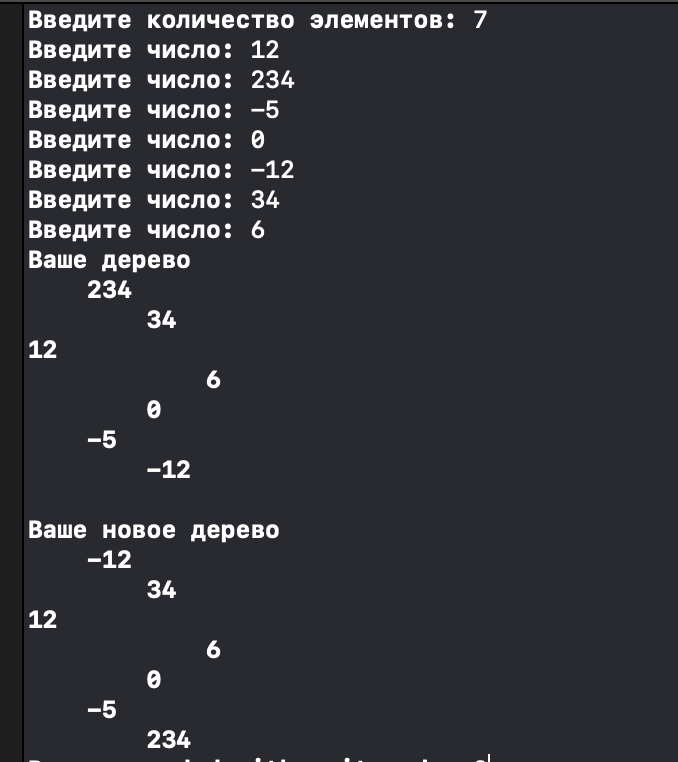 Введите количество элементов: 7
Введите число: 12
Введите число: 234
Введите число: -5
Введите число: 0
Введите число: -12
Введите число: 34
Введите число: 6
Ваше дерево
    234
        34
12
            6
        0
    -5
        -12

Ваше новое дерево
    -12
        34
12
            6
        0
    -5
        234